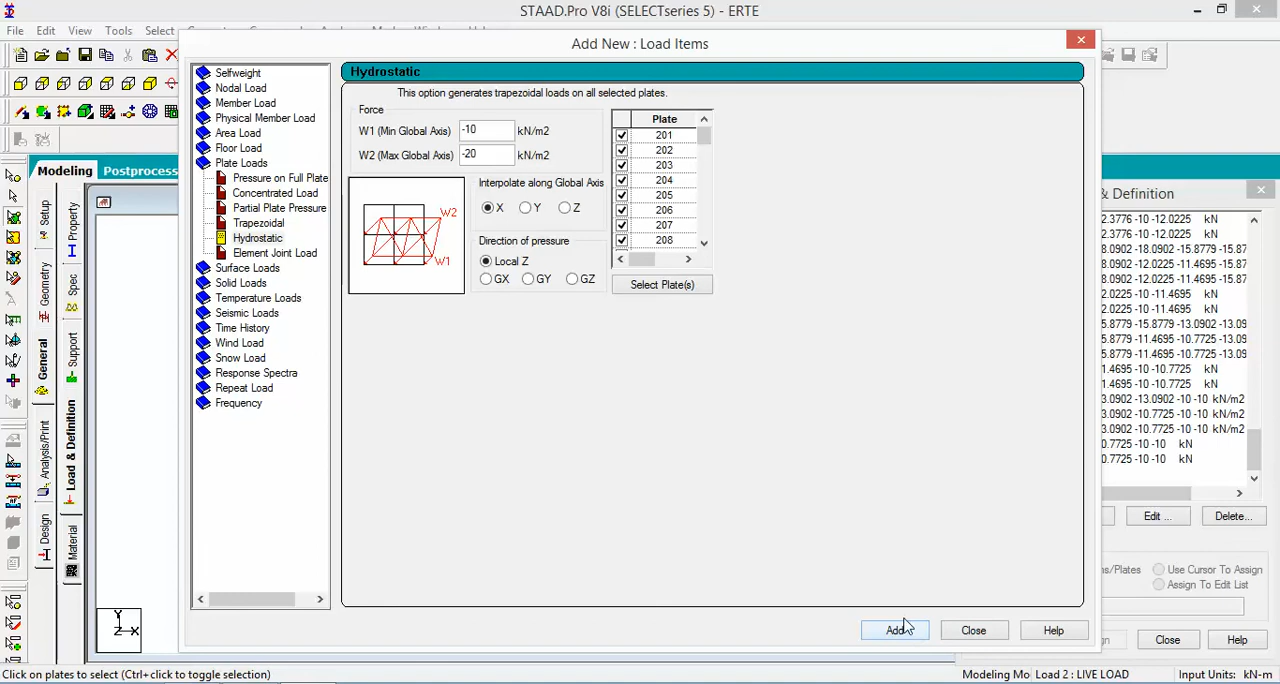 STAAD.Pro V8i (SELECTseries 5) - ERTE
File Edit View Tools Select
Add New : Load Items
Modeling
Postprocess
Setup
Geometry
General
Analysis/Print
Design
Property
Spec
Support
Load & Definition
Material
Selfweight
Nodal Load
Member Load
Physical Member Load
Area Load
Floor Load
Plate Loads
Pressure on Full Plate
Concentrated Load
Partial Plate Pressure
Trapezoidal
Hydrostatic
Element Joint Load
Surface Loads
Solid Loads
Temperature Loads
Seismic Loads
Time History
Wind Load
Snow Load
Response Spectra
Repeat Load
Frequency
Hydrostatic
This option generates trapezoidal loads on all selected plates.
Force
W1 (Min Global Axis) -10 kN/m2
W2 (Max Global Axis) -20 kN/m2
W2
W1
Interpolate along Global Axis
X Y Z
Direction of pressure
Local Z
GX GY GZ
Plate
201
202
203
204
205
206
207
208
Select Plate(s)
Add Close Help
& Definition
2.3776 -10 -12.0225 kN
8.0902 -18.0902 -15.8779 -15.87
8.0902 -12.0225 -11.4695 -15.87
2.0225 -12.0225 -11.4695 -15.87
2.0225 -10 -11.4695 kN
2.0225 -10 -11.4695 kN
5.8779 -15.8779 -13.0902 -13.09
5.8779 -11.4695 -10.7725 -13.09
5.8779 -11.4695 -10.7725 -13.09
1.4695 -10 -10.7725 kN
1.4695 -10 -10.7725 kN
3.0902 -13.0902 -10 -10 kN/m2
3.0902 -10.7725 -10 -10 kN/m2
3.0902 -10.7725 -10 -10 kN/m2
0.7725 -10 -10 kN
0.7725 -10 -10 kN
Edit ... Delete...
ns/Plates
Use Cursor To Assign
Assign To Edit List
gn Close Help
Y
Z X
Click on plates to select (Ctrl+click to toggle selection)
Modeling Mo Load 2 : LIVE LOAD Input Units: kN-m